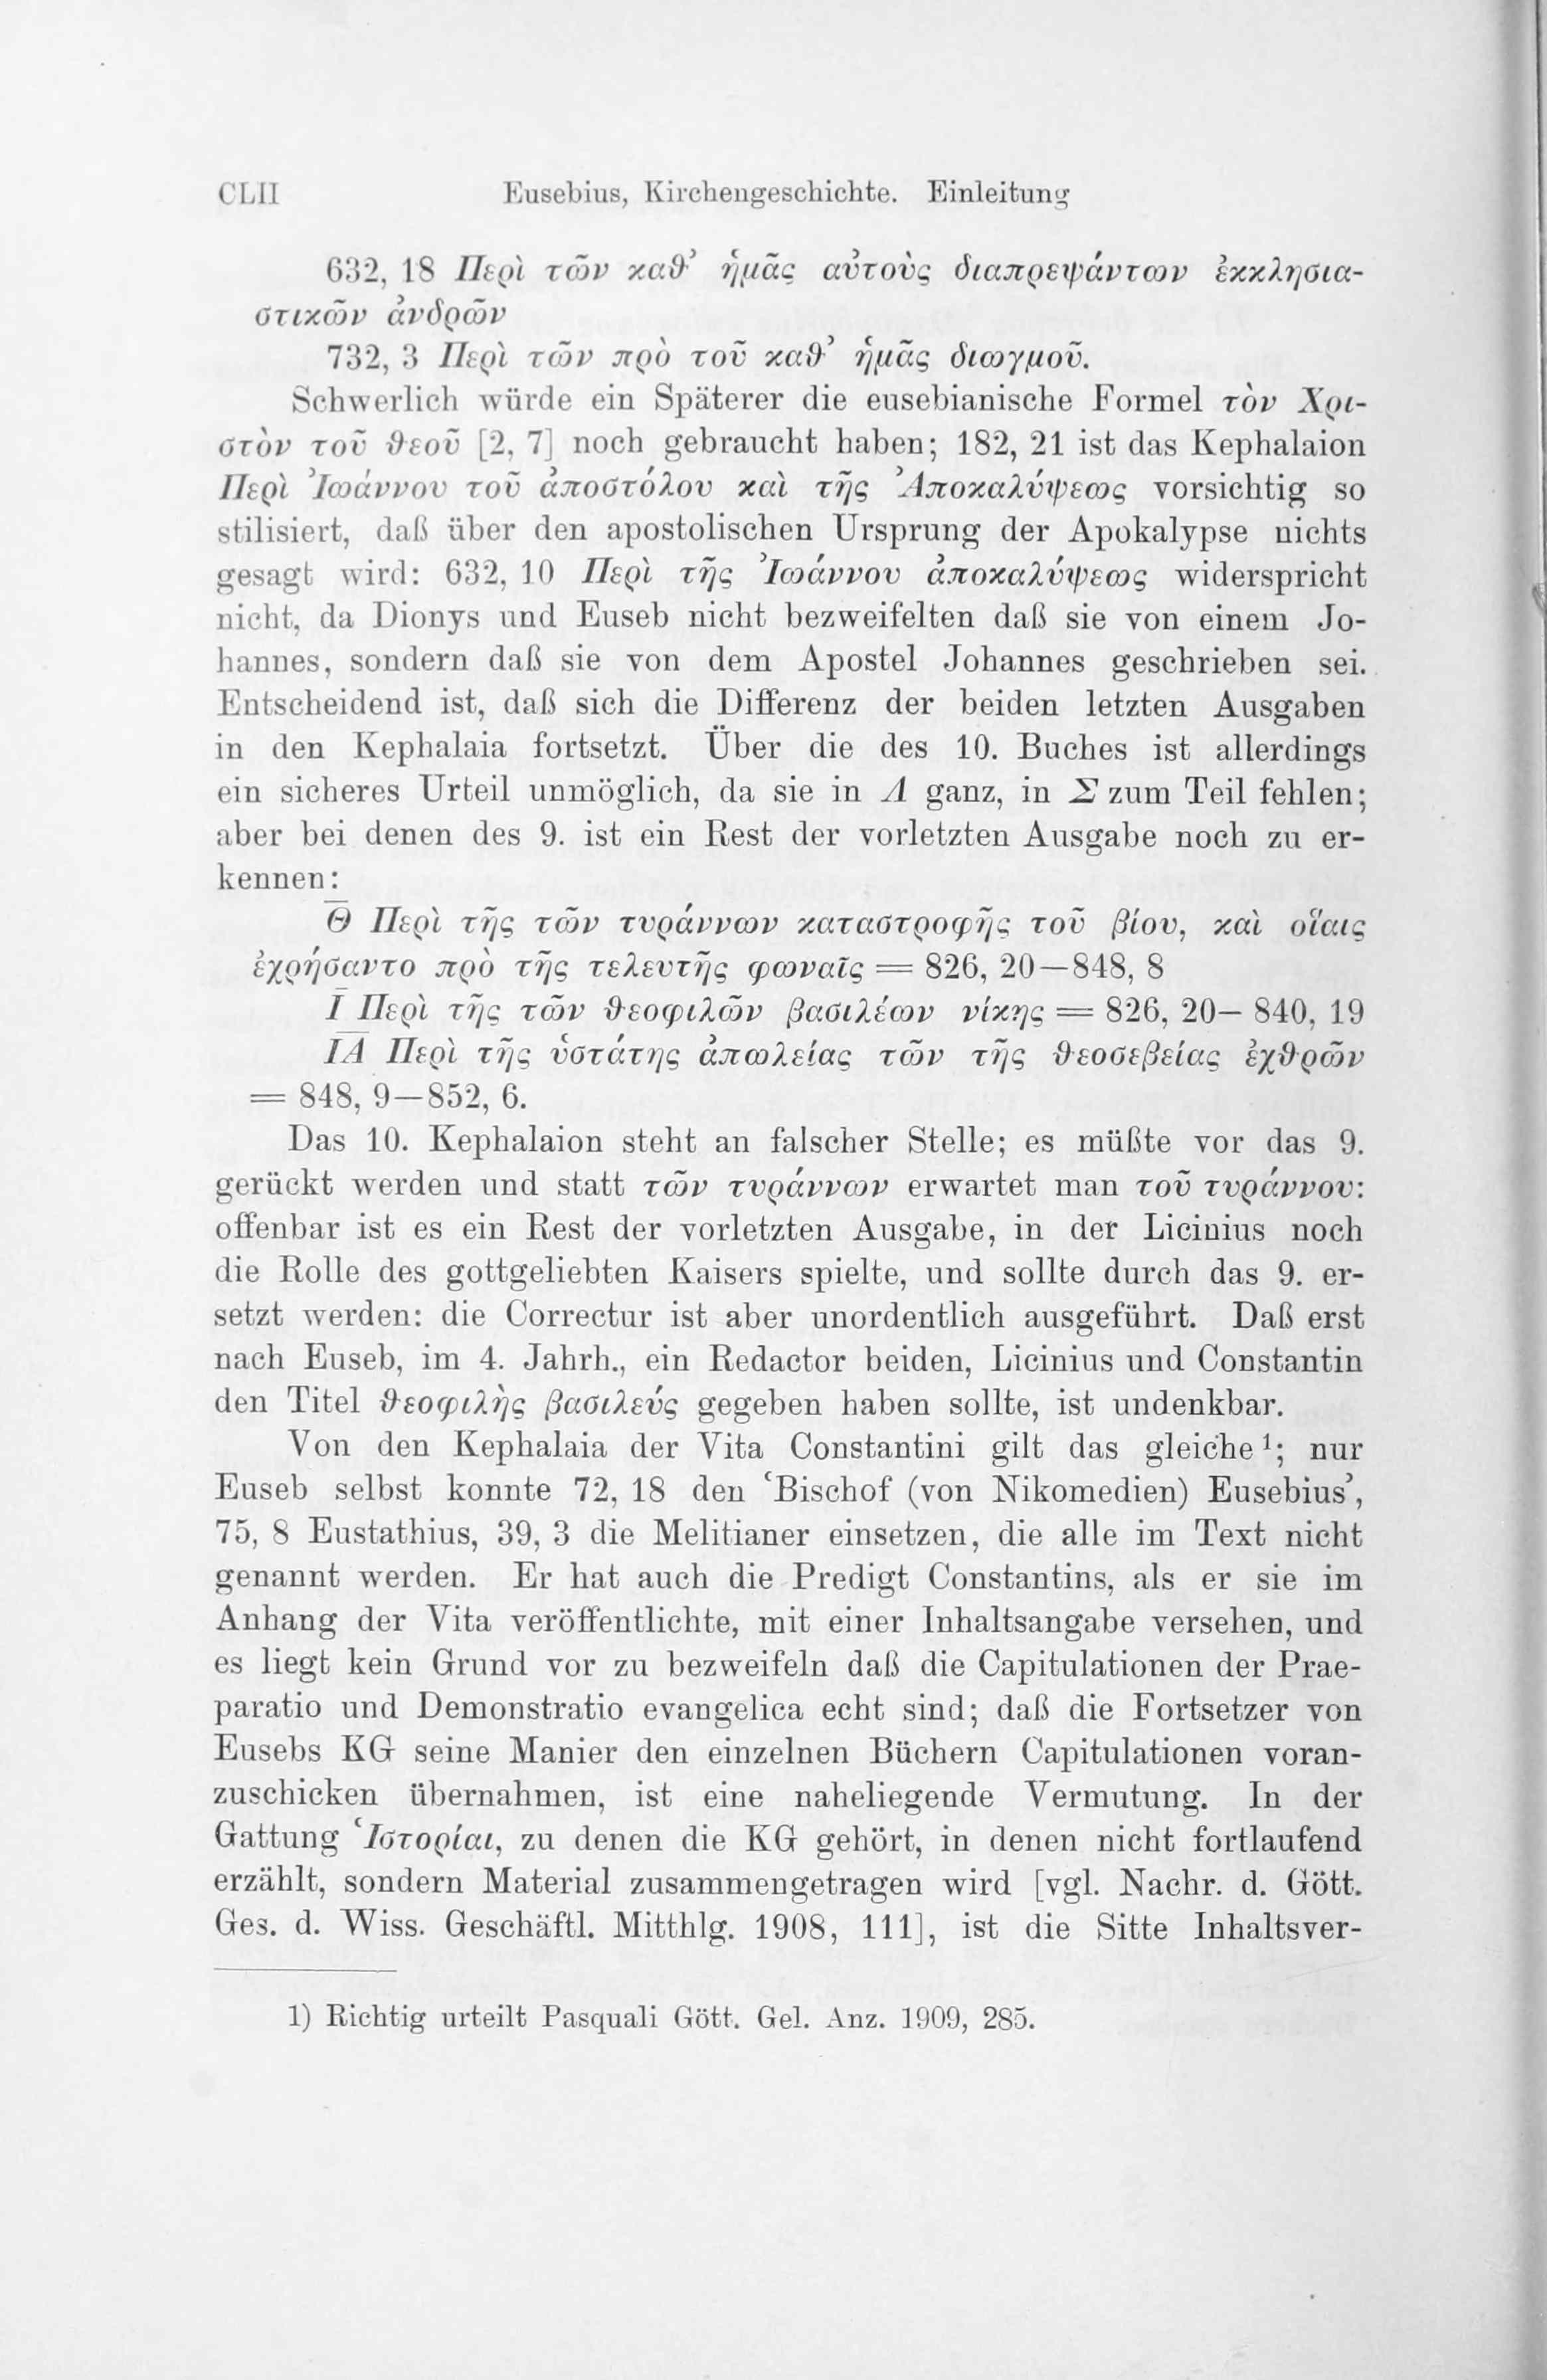 CLII Eusebius, Kirchengeschichte. Einleitung
632, 18 Περὶ τῶν καθ’ ἡμᾶς αὐτοὺς διαπρεψάντων ἐκκλησια-
στικῶν ἀνδρῶν
732, 3 Περὶ τῶν πρὸ τοῦ καθ’ ἡμᾶς διωγμοῦ.
Schwerlich würde ein Späterer die eusebianische Formel τὸν Χρι-
στὸν τοῦ θεοῦ [2, 7] noch gebraucht haben; 182, 21 ist das Kephalaion
Περὶ Ἰωάννου τοῦ ἀποστόλου καὶ τῆς Ἀποκαλύψεως vorsichtig so
stilisiert, daß über den apostolischen Ursprung der Apokalypse nichts
gesagt wird: 632, 10 Περὶ τῆς Ἰωάννου ἀποκαλύψεως widerspricht
nicht, da Dionys und Euseb nicht bezweifelten daß sie von einem Jo-
hannes, sondern daß sie von dem Apostel Johannes geschrieben sei.
Entscheidend ist, daß sich die Differenz der beiden letzten Ausgaben
in den Kephalaia fortsetzt. Über die des 10. Buches ist allerdings
ein sicheres Urteil unmöglich, da sie in Λ ganz, in Σ zum Teil fehlen;
aber bei denen des 9. ist ein Rest der vorletzten Ausgabe noch zu er-
kennen:
Θ̅ Περὶ τῆς τῶν τυράννων καταστροφῆς τοῦ βίου, καὶ οἵαις
ἐχρήσαντο πρὸ τῆς τελευτῆς φωναῖς = 826, 20—848, 8
Ι̅ Περὶ τῆς τῶν θεοφιλῶν βασιλέων νίκης = 826, 20— 840, 19
Ι̅Α̅ Περὶ τῆς ὑστάτης ἀπωλείας τῶν τῆς θεοσεβείας ἐχθρῶν
= 848, 9—852, 6.
Das 10. Kephalaion steht an falscher Stelle; es müßte vor das 9.
gerückt werden und statt τῶν τυράννων erwartet man τοῦ τυράννου:
offenbar ist es ein Rest der vorletzten Ausgabe, in der Licinius noch
die Rolle des gottgeliebten Kaisers spielte, und sollte durch das 9. er-
setzt werden: die Correctur ist aber unordentlich ausgeführt. Daß erst
nach Euseb, im 4. Jahrh., ein Redactor beiden, Licinius und Constantin
den Titel θεοφιλὴς βασιλεύς gegeben haben sollte, ist undenkbar.
Von den Kephalaia der Vita Constantini gilt das gleiche ¹; nur
Euseb selbst konnte 72, 18 den ‘Bischof (von Nikomedien) Eusebius’,
75, 8 Eustathius, 39, 3 die Melitianer einsetzen, die alle im Text nicht
genannt werden. Er hat auch die Predigt Constantins, als er sie im
Anhang der Vita veröffentlichte, mit einer Inhaltsangabe versehen, und
es liegt kein Grund vor zu bezweifeln daß die Capitulationen der Prae-
paratio und Demonstratio evangelica echt sind; daß die Fortsetzer von
Eusebs KG seine Manier den einzelnen Büchern Capitulationen voran-
zuschicken übernahmen, ist eine naheliegende Vermutung. In der
Gattung Ἱστορίαι, zu denen die KG gehört, in denen nicht fortlaufend
erzählt, sondern Material zusammengetragen wird [vgl. Nachr. d. Gött.
Ges. d. Wiss. Geschäftl. Mitthlg. 1908, 111], ist die Sitte Inhaltsver-
1) Richtig urteilt Pasquali Gött. Gel. Anz. 1909, 285.